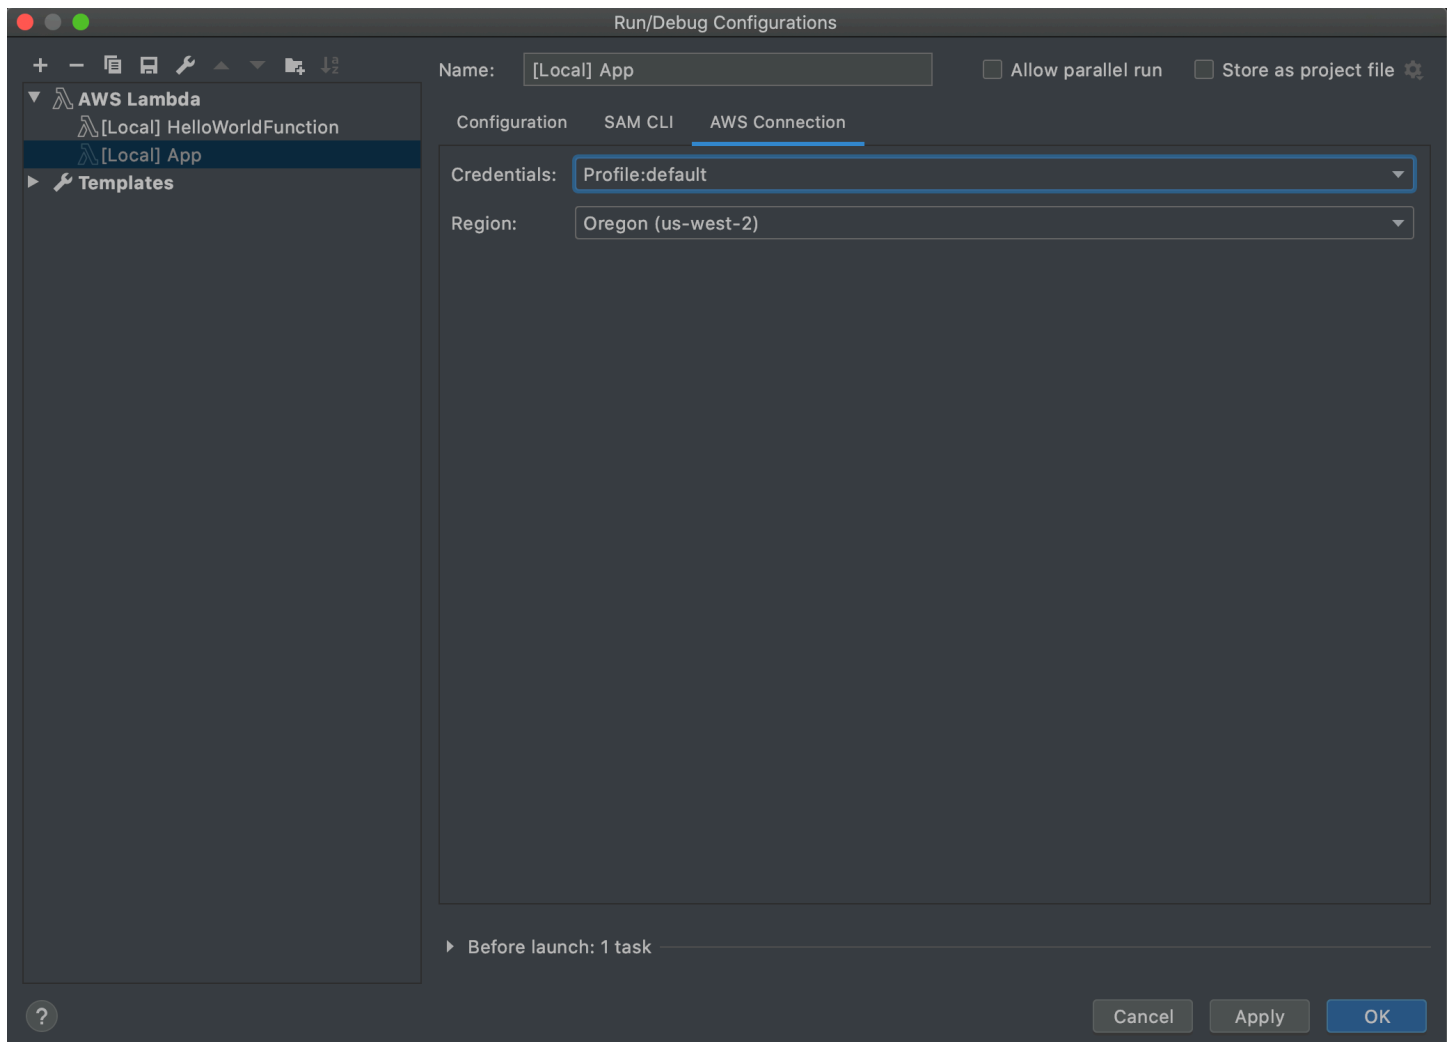 Run/Debug Configurations
Name: [Local] App
Allow parallel run
Store as project file
AWS Lambda
[Local] HelloWorldFunction
[Local] App
Templates
Configuration SAM CLI AWS Connection
Credentials: Profile:default
Region: Oregon (us-west-2)
Before launch: 1 task
? Cancel Apply OK